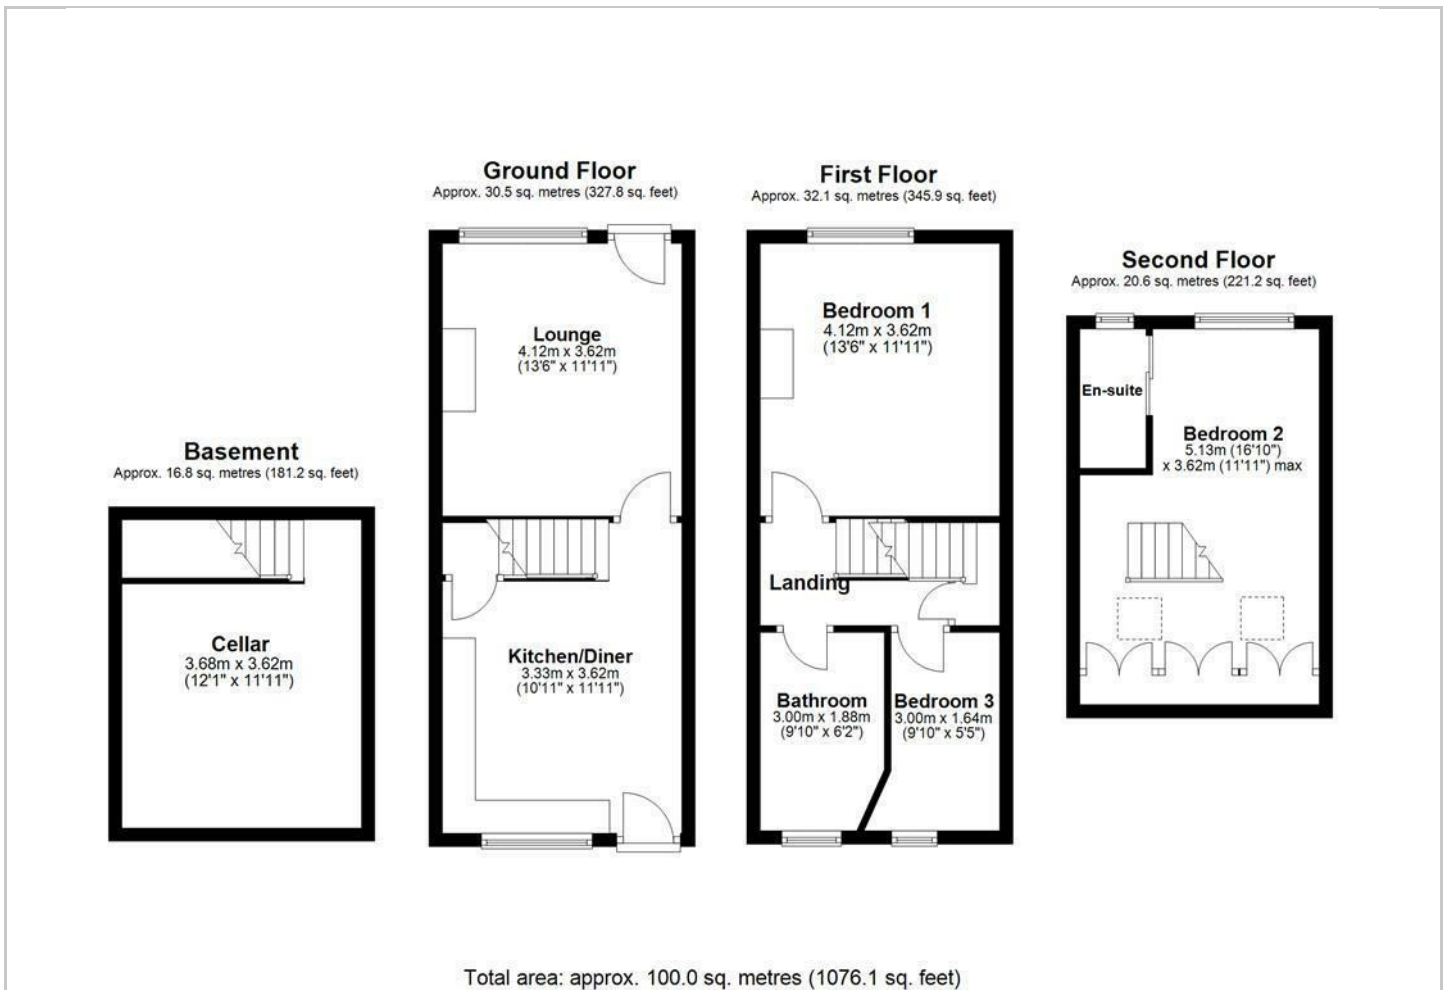 Ground Floor
Approx. 30.5 sq. metres (327.8 sq. feet)
Lounge
4.12m x 3.62m
(13'6" x 11'11")
Kitchen/Diner
3.33m x 3.62m
(10'11" x 11'11")
First Floor
Approx. 32.1 sq. metres (345.9 sq. feet)
Bedroom 1
4.12m x 3.62m
(13'6" x 11'11")
Landing
Bathroom
3.00m x 1.88m
(9'10" x 6'2")
Bedroom 3
3.00m x 1.64m
(9'10" x 5'5")
Second Floor
Approx. 20.6 sq. metres (221.2 sq. feet)
En-suite
Bedroom 2
5.13m (16'10")
x 3.62m (11'11") max
Basement
Approx. 16.8 sq. metres (181.2 sq. feet)
Cellar
3.68m x 3.62m
(12'1" x 11'11")
Total area: approx. 100.0 sq. metres (1076.1 sq. feet)